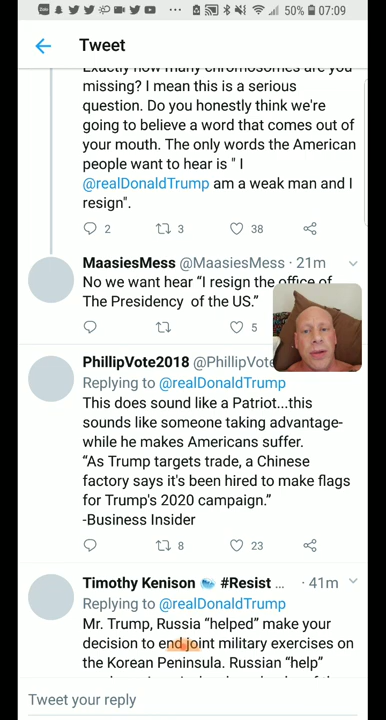 50% 07:09
Tweet
Exactly how many chromosomes are you
missing? I mean this is a serious
question. Do you honestly think we're
going to believe a word that comes out of
your mouth. The only words the American
people want to hear is " I
@realDonaldTrump am a weak man and I
resign".
2 3 38
MaasiesMess @MaasiesMess · 21m
No we want hear “I resign the office of
The Presidency of the US.”
5
PhillipVote2018 @PhillipVote
Replying to @realDonaldTrump
This does sound like a Patriot...this
sounds like someone taking advantage-
while he makes Americans suffer.
“As Trump targets trade, a Chinese
factory says it's been hired to make flags
for Trump's 2020 campaign.”
-Business Insider
8 23
Timothy Kenison #Resist ... · 41m
Replying to @realDonaldTrump
Mr. Trump, Russia “helped” make your
decision to end joint military exercises on
the Korean Peninsula. Russian “help”
Tweet your reply